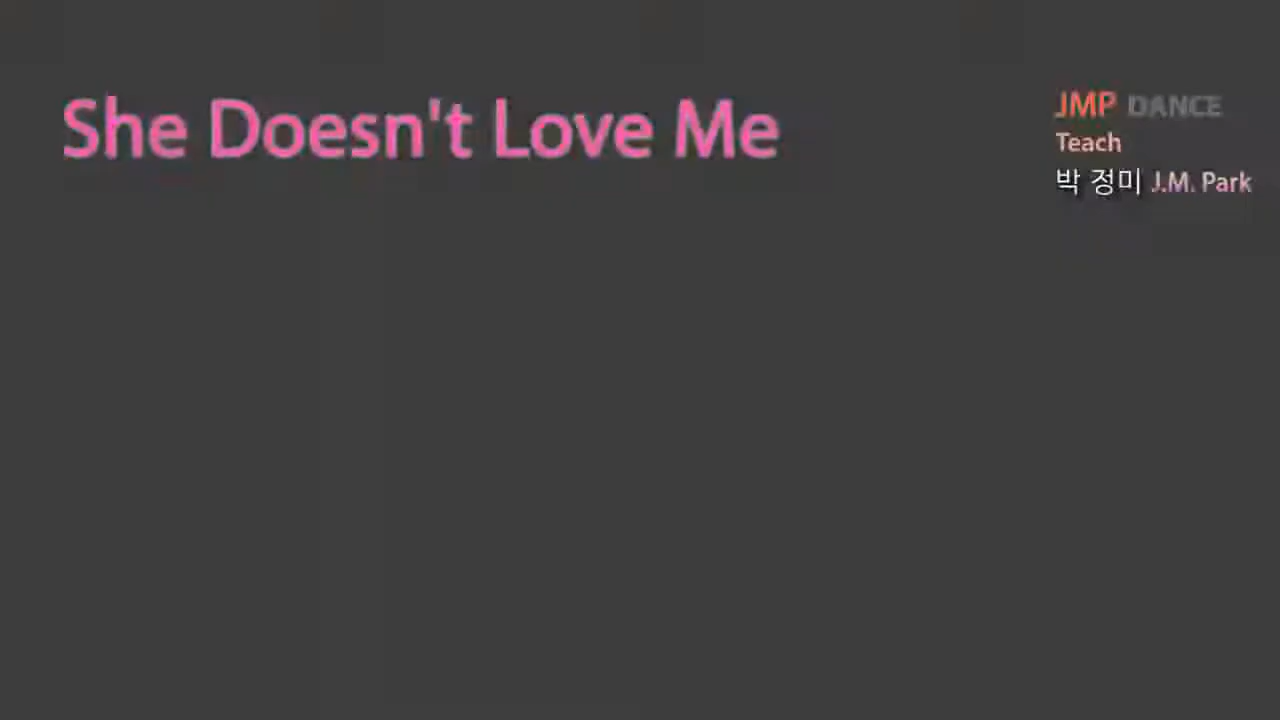 She Doesn't Love Me
JMP DANCE
Teach
박 정미 J.M. Park